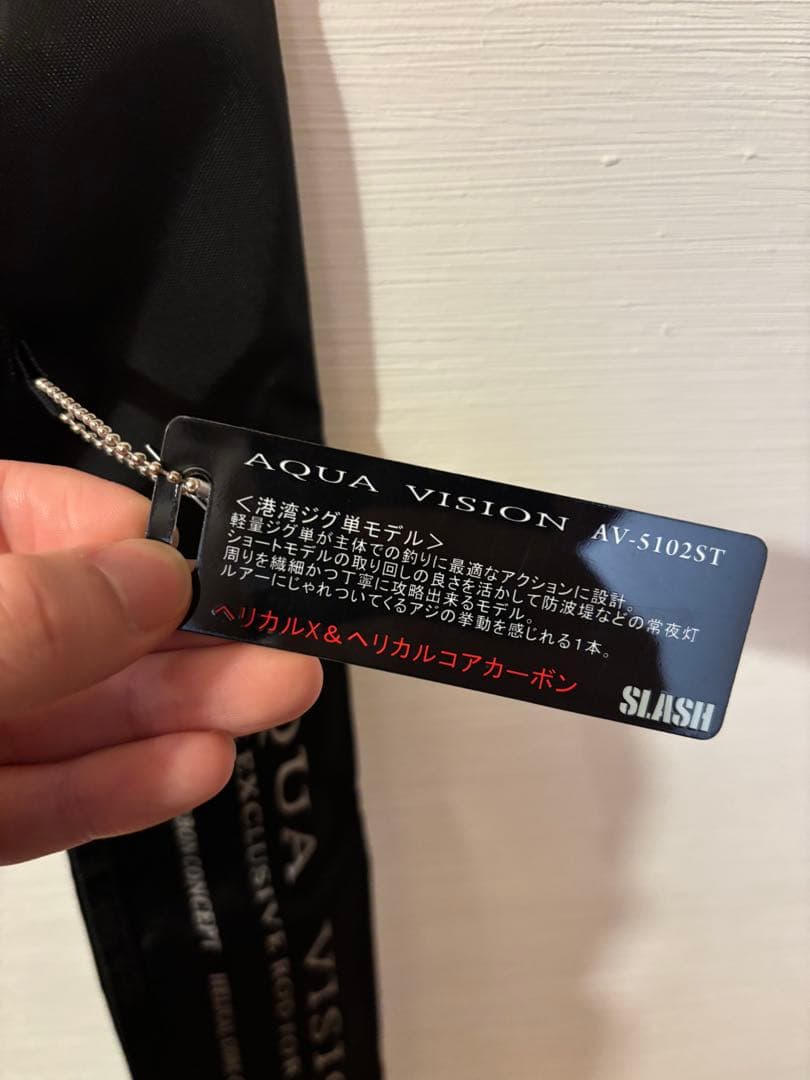 AQUA VISION AV-5102ST
<港湾ジグ単モデル>
軽量ジグ単が主体での釣りに最適なアクションに設計。
ショートモデルの取り回しの良さを活かして防波堤などの常夜灯
周りを繊細かつ丁寧に攻略出来るモデル。
ルアーにじゃれついてくるアジの挙動を感じれる1本。
ヘリカルX&ヘリカルコアカーボン
SLASH
QUA VISIO
EXCLUSIVE ROD FOR
CONCEPT